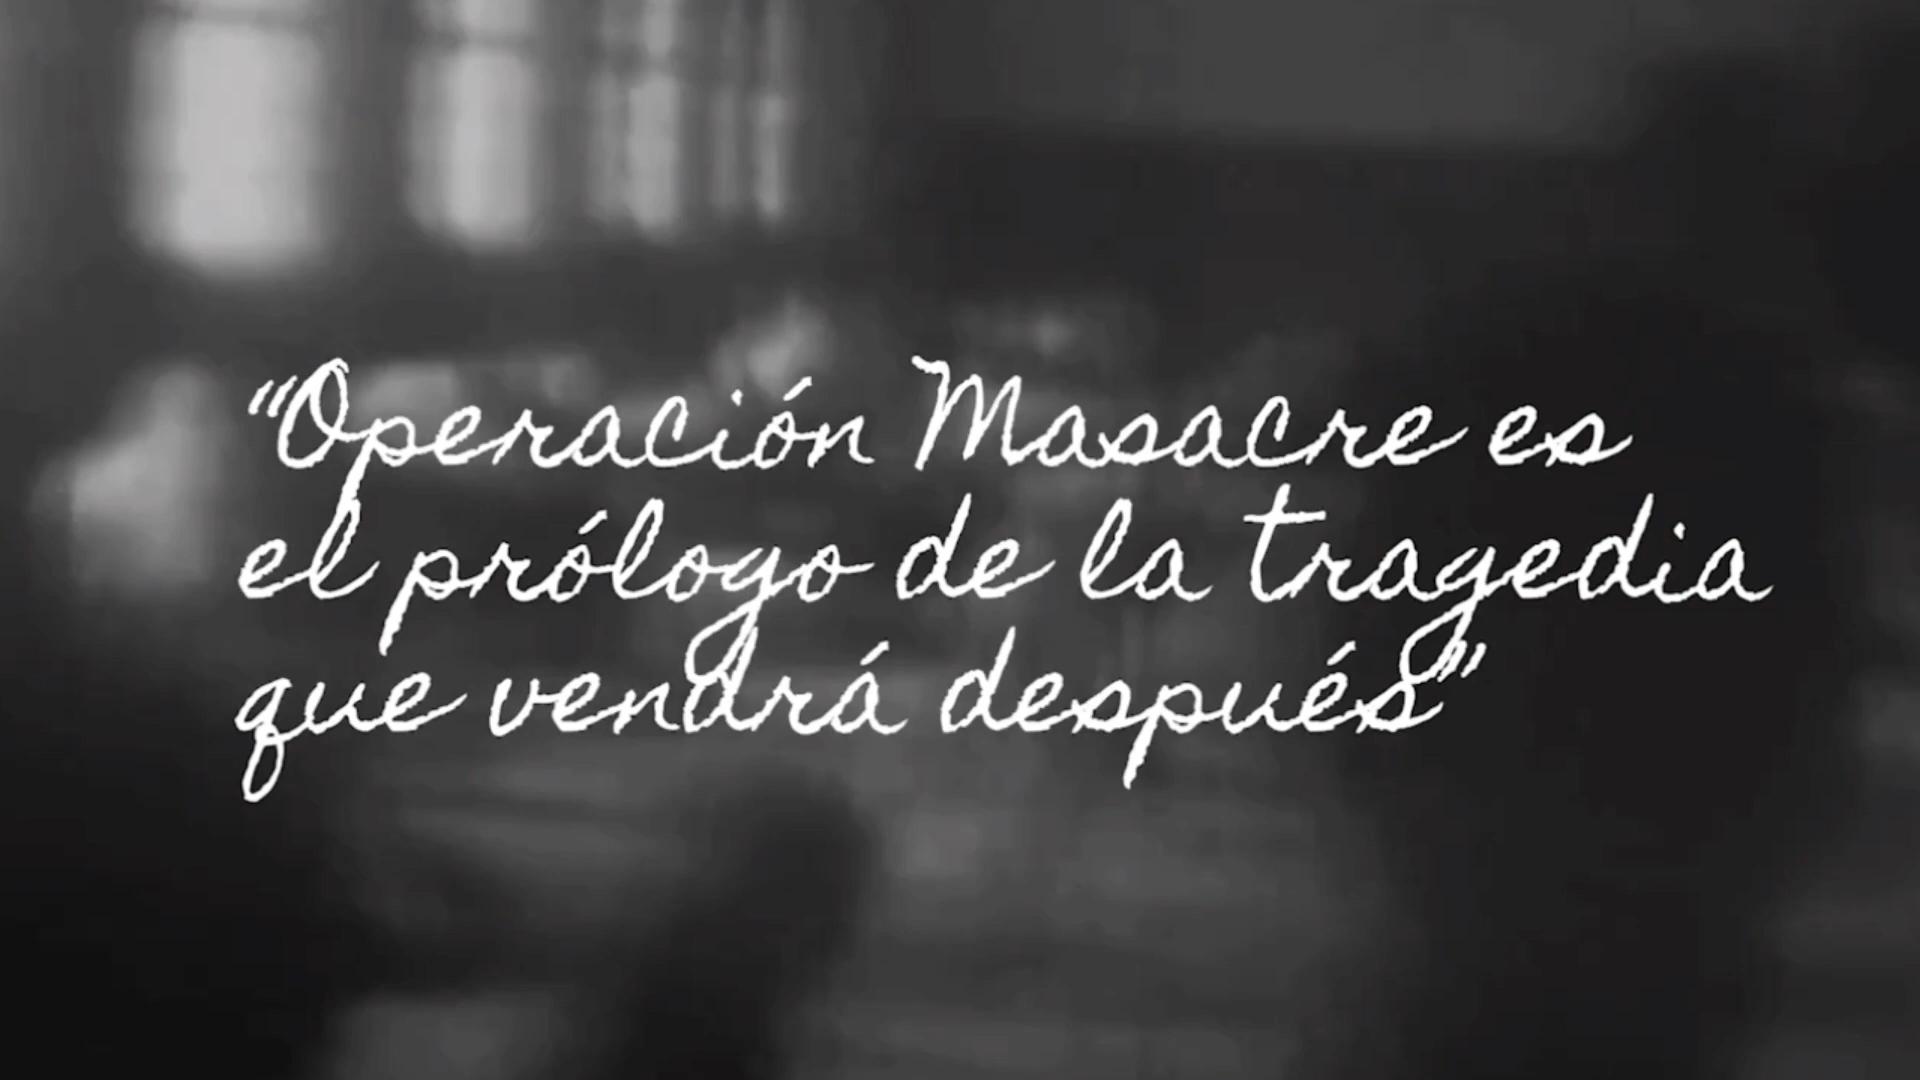 “Operación Masacre es
el prólogo de la tragedia
que vendrá después”